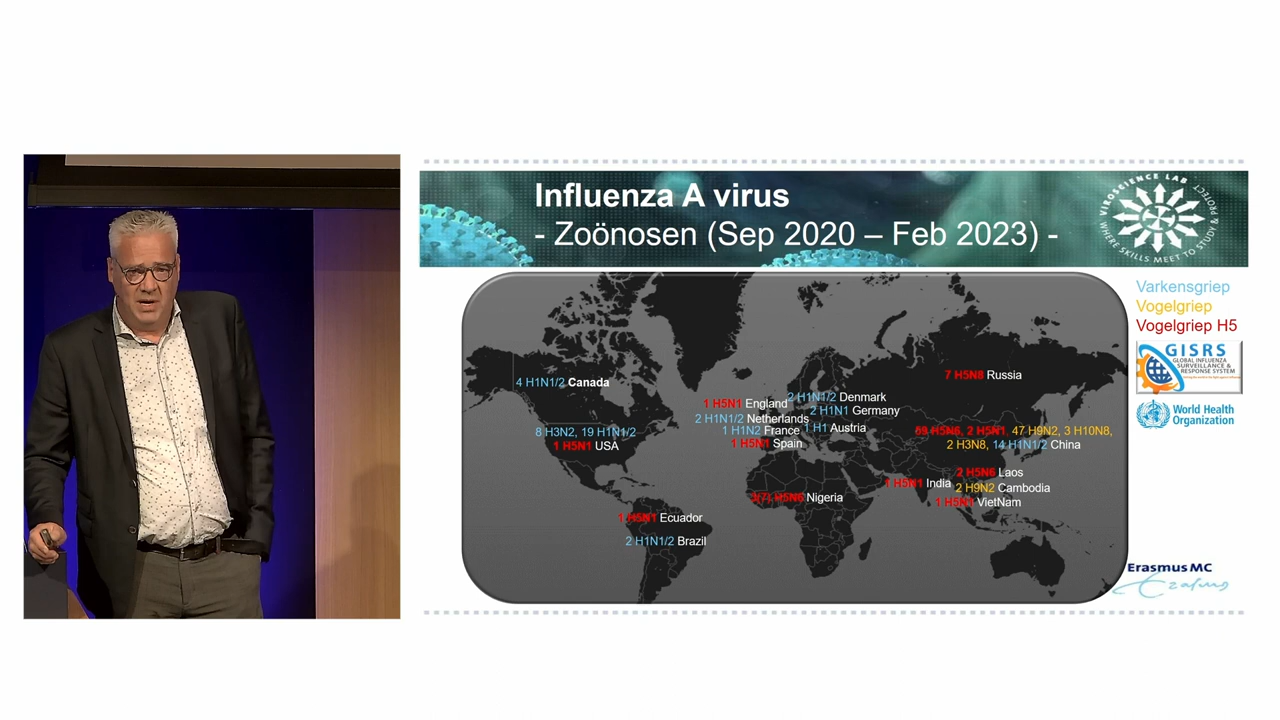 Influenza A virus
- Zoönosen (Sep 2020 – Feb 2023) -
VIROSCIENCE LAB
WHERE SKILLS MEET TO STUDY & PROTECT
Varkensgriep
Vogelgriep
Vogelgriep H5
GISRS
GLOBAL INFLUENZA
SURVEILLANCE &
RESPONSE SYSTEM
World Health
Organization
7 H5N8 Russia
4 H1N1/2 Canada
2 H1N1/2 Denmark
1 H5N1 England
2 H1N1 Germany
2 H1N1/2 Netherlands
1 H1N2 France
1 H1 Austria
8 H3N2, 19 H1N1/2
1 H5N1 USA
1 H5N1 Spain
69 H5N6, 2 H5N1, 47 H9N2, 3 H10N8,
2 H3N8, 14 H1N1/2 China
2 H5N6 Laos
1 H5N1 India
2 H9N2 Cambodia
Nigeria
1 H5N1 VietNam
1 H5N1 Ecuador
2 H1N1/2 Brazil
Erasmus MC
Erasmus